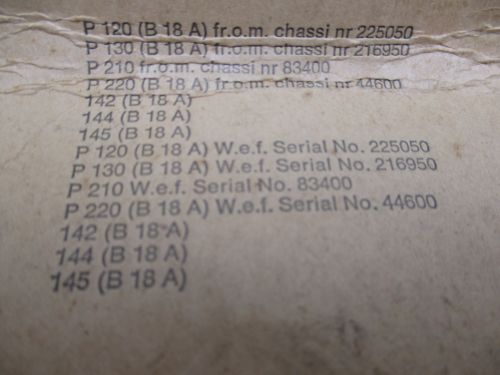 P 120 (B 18 A) fr.o.m. chassi nr 225050
P 130 (B 18 A) fr.o.m. chassi nr 216950
P 210 fr.o.m. chassi nr 83400
P 220 (B 18 A) fr.o.m. chassi nr 44600
142 (B 18 A)
144 (B 18 A)
145 (B 18 A)
P 120 (B 18 A) W.e.f. Serial No. 225050
P 130 (B 18 A) W.e.f. Serial No. 216950
P 210 W.e.f. Serial No. 83400
P 220 (B 18 A) W.e.f. Serial No. 44600
142 (B 18 A)
144 (B 18 A)
145 (B 18 A)